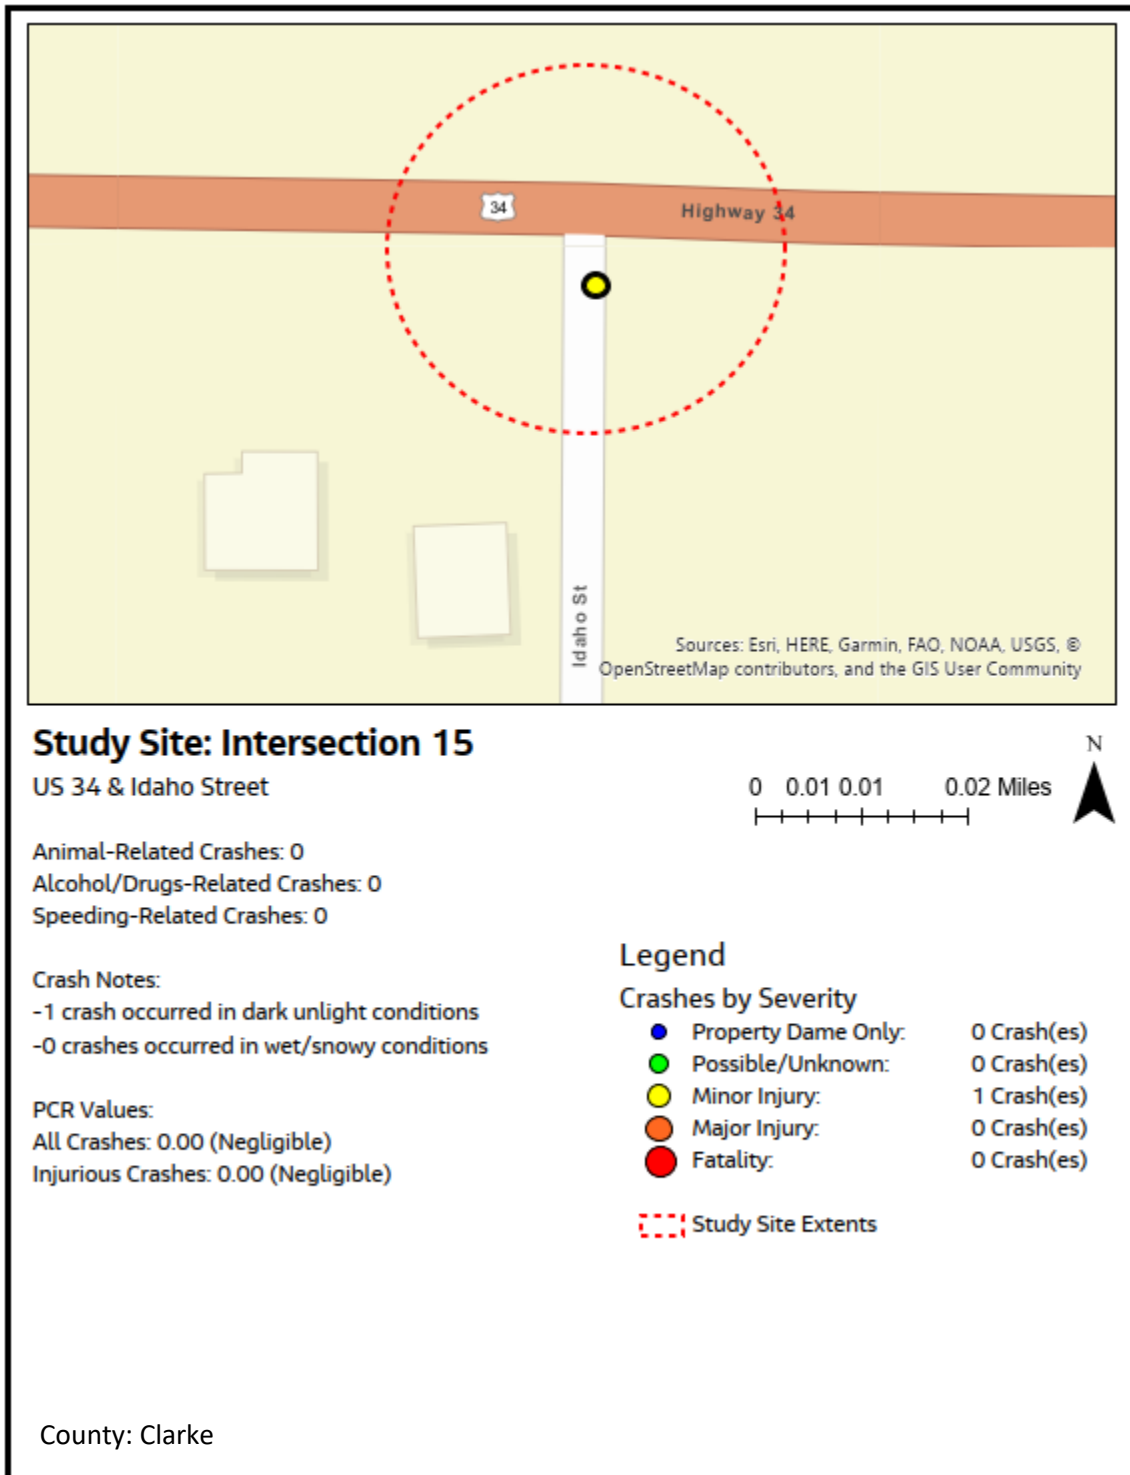 34
Highway 34
Idaho St
Sources: Esri, HERE, Garmin, FAO, NOAA, USGS, ©
OpenStreetMap contributors, and the GIS User Community
Study Site: Intersection 15
US 34 & Idaho Street
0 0.01 0.01 0.02 Miles
N
Animal-Related Crashes: 0
Alcohol/Drugs-Related Crashes: 0
Speeding-Related Crashes: 0
Crash Notes:
-1 crash occurred in dark unlight conditions
-0 crashes occurred in wet/snowy conditions
PCR Values:
All Crashes: 0.00 (Negligible)
Injurious Crashes: 0.00 (Negligible)
Legend
Crashes by Severity
Property Dame Only: 0 Crash(es)
Possible/Unknown: 0 Crash(es)
Minor Injury: 1 Crash(es)
Major Injury: 0 Crash(es)
Fatality: 0 Crash(es)
Study Site Extents
County: Clarke